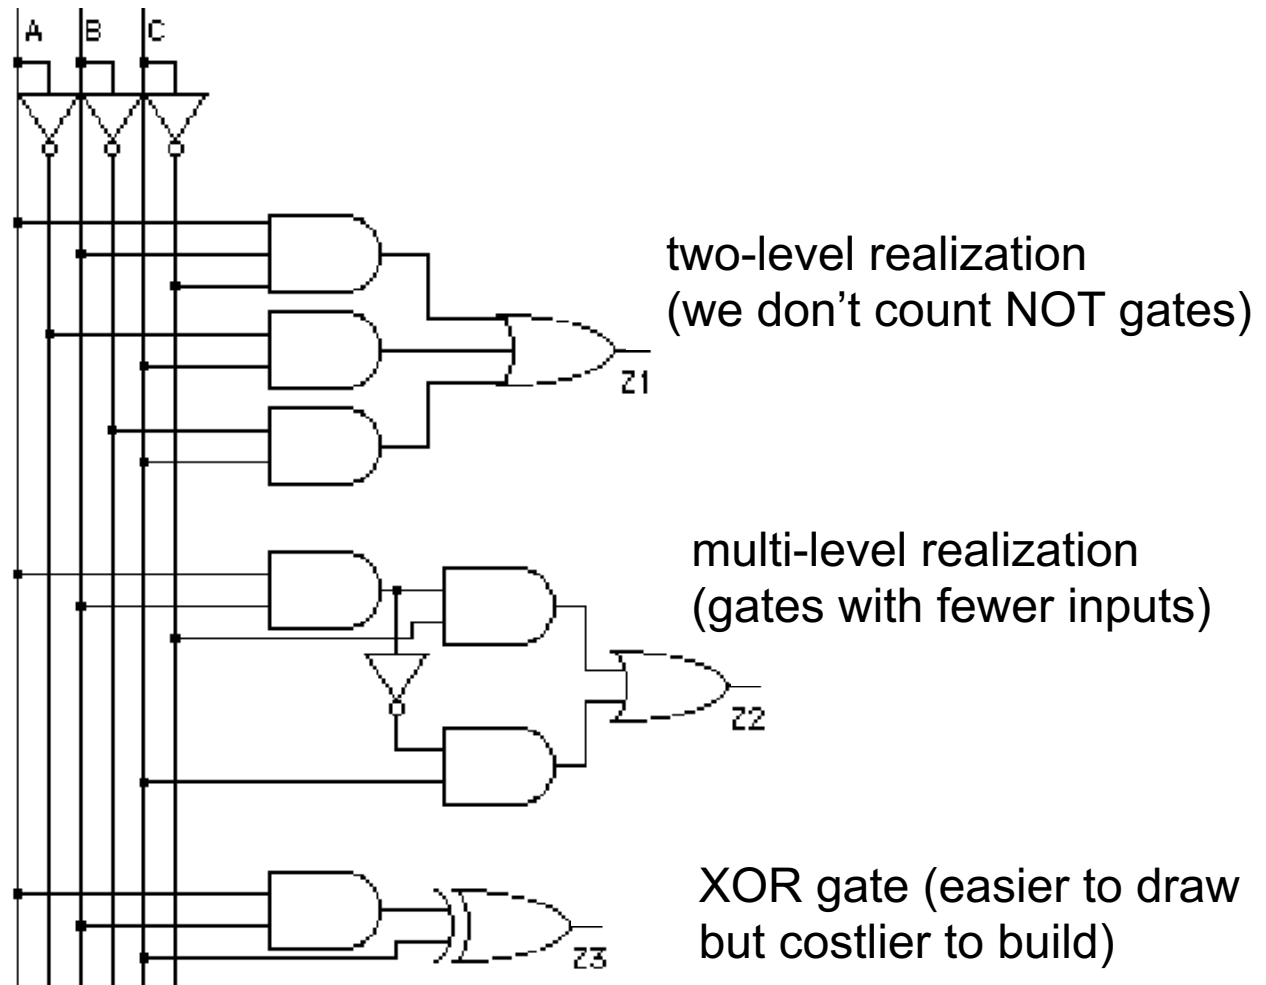 A B C
two-level realization
(we don’t count NOT gates)
Z1
multi-level realization
(gates with fewer inputs)
Z2
XOR gate (easier to draw
but costlier to build)
Z3